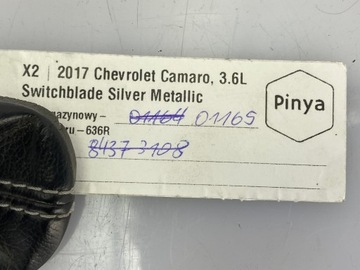 X2 | 2017 Chevrolet Camaro, 3.6L
Switchblade Silver Metallic
Pinya
azynowy – 01164 01165
ru – 636R
8437 3108